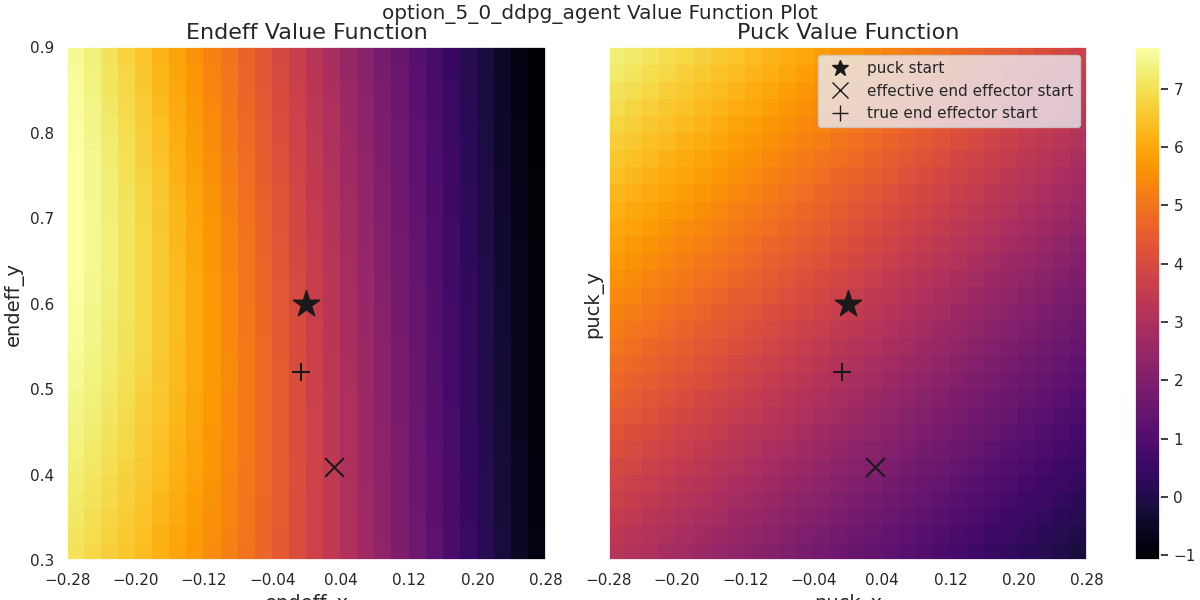 option_5_0_ddpg_agent Value Function Plot
Endeff Value Function
Puck Value Function
puck start
effective end effector start
true end effector start
endeff_y
0.9
0.8
0.7
0.6
0.5
0.4
0.3
puck_y
7
6
5
4
3
2
1
0
−1
−0.28 −0.20 −0.12 −0.04 0.04 0.12 0.20 0.28
−0.28 −0.20 −0.12 −0.04 0.04 0.12 0.20 0.28
endeff_x
puck_x